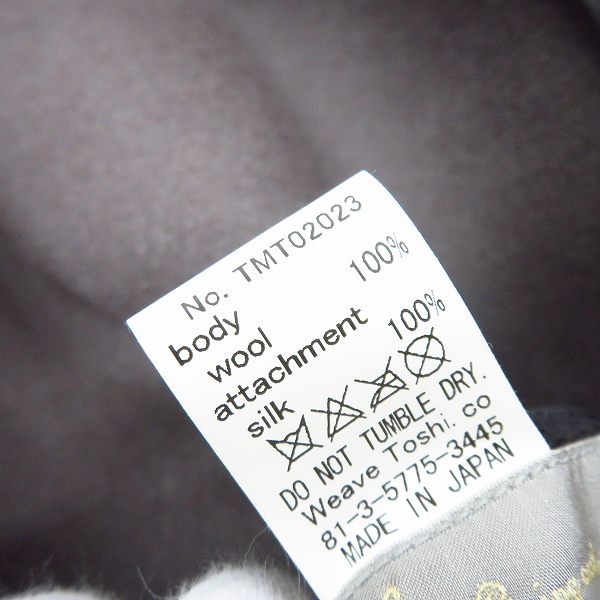 No. TMT02023
body
wool 100%
attachment
silk 100%
DO NOT TUMBLE DRY.
Weave Toshi. co
81-3-5775-3445
MADE IN JAPAN